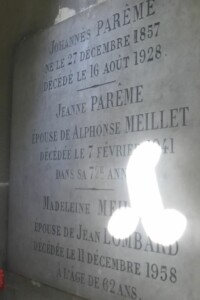 JOHANNÈS PARÊME
NÉ LE 27 DÉCEMBRE 1857
DÉCÉDÉ LE 16 AOÛT 1928.
JEANNE PARÊME
ÉPOUSE DE ALPHONSE MEILLET
DÉCÉDÉE LE 7 FÉVRIER
DANS SA
MADELEINE
ÉPOUSE DE JEAN LOMBARD
DÉCÉDÉE LE 11 DÉCEMBRE 1958
À L'ÂGE DE 62 ANS.